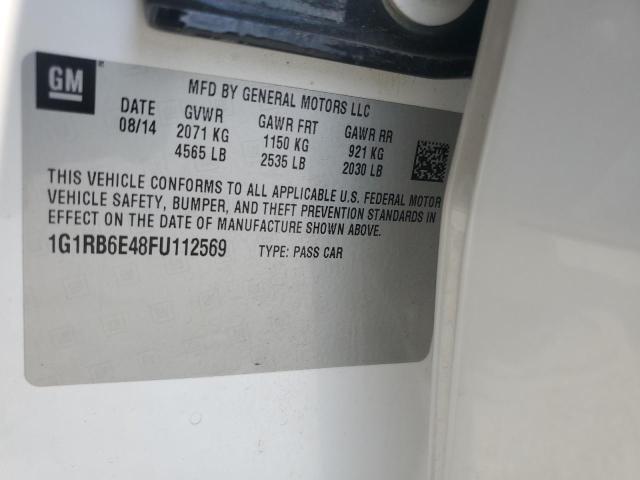 GM
MFD BY GENERAL MOTORS LLC
DATE GVWR GAWR FRT GAWR RR
08/14 2071 KG 1150 KG 921 KG
4565 LB 2535 LB 2030 LB
THIS VEHICLE CONFORMS TO ALL APPLICABLE U.S. FEDERAL MOTOR
VEHICLE SAFETY, BUMPER, AND THEFT PREVENTION STANDARDS IN
EFFECT ON THE DATE OF MANUFACTURE SHOWN ABOVE.
1G1RB6E48FU112569 TYPE: PASS CAR